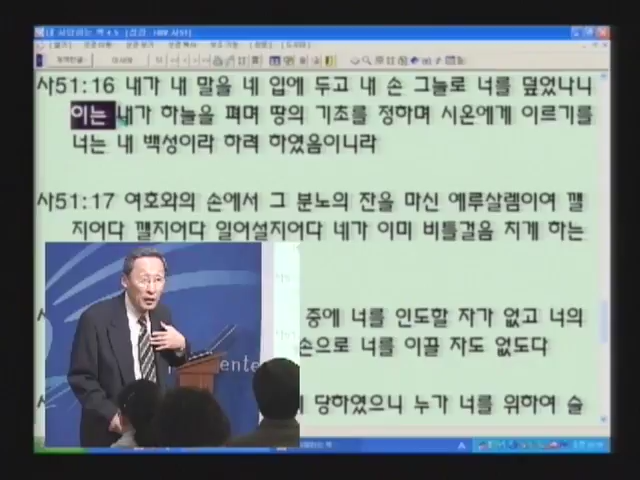 사51:16 내가 내 말을 네 입에 두고 내 손 그늘로 너를 덮었나니
이는 내가 하늘을 펴며 땅의 기초를 정하며 시온에게 이르기를
너는 내 백성이라 하려 하였음이니라
사51:17 여호와의 손에서 그 분노의 잔을 마신 예루살렘이여 깰
지어다 깰지어다 일어설지어다 네가 이미 비틀걸음 치게 하는
중에 너를 인도할 자가 없고 너의
손으로 너를 이끌 자도 없도다
당하였으니 누가 너를 위하여 슬
ente